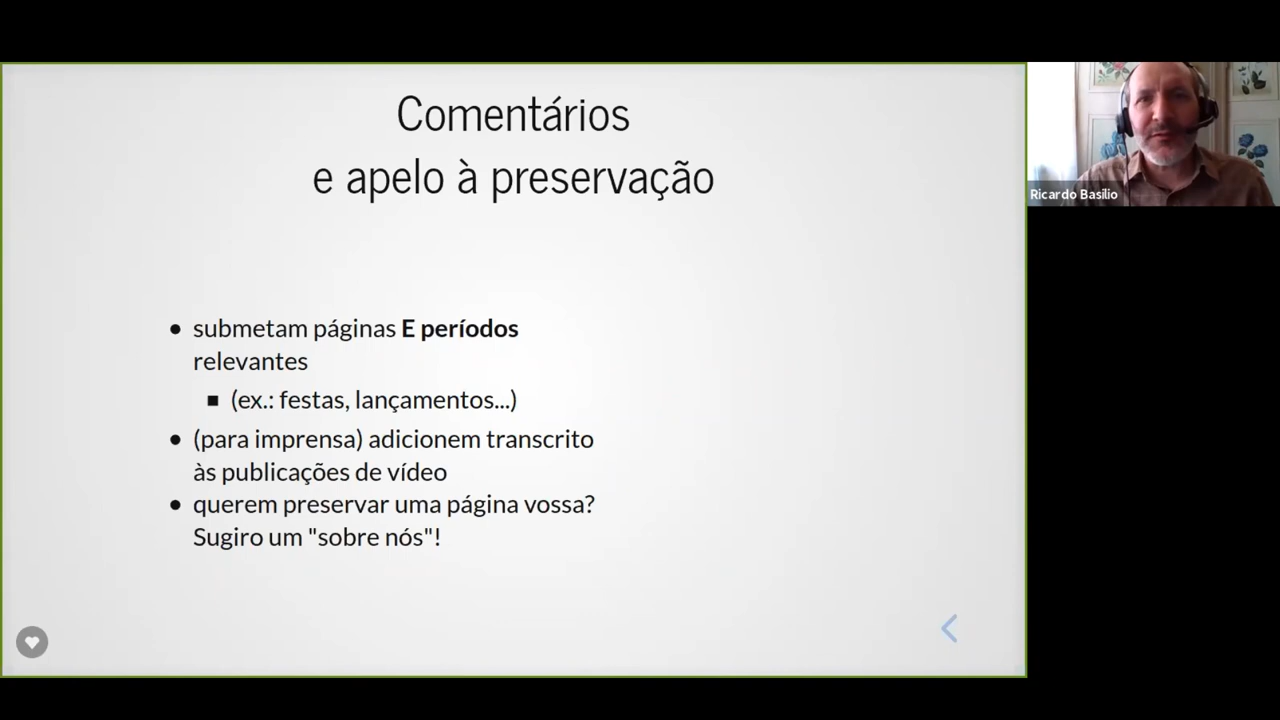 Comentários
e apelo à preservação
submetam páginas E períodos
relevantes
(ex.: festas, lançamentos...)
(para imprensa) adicionem transcrito
às publicações de vídeo
querem preservar uma página vossa?
Sugiro um "sobre nós"!
Ricardo Basilio